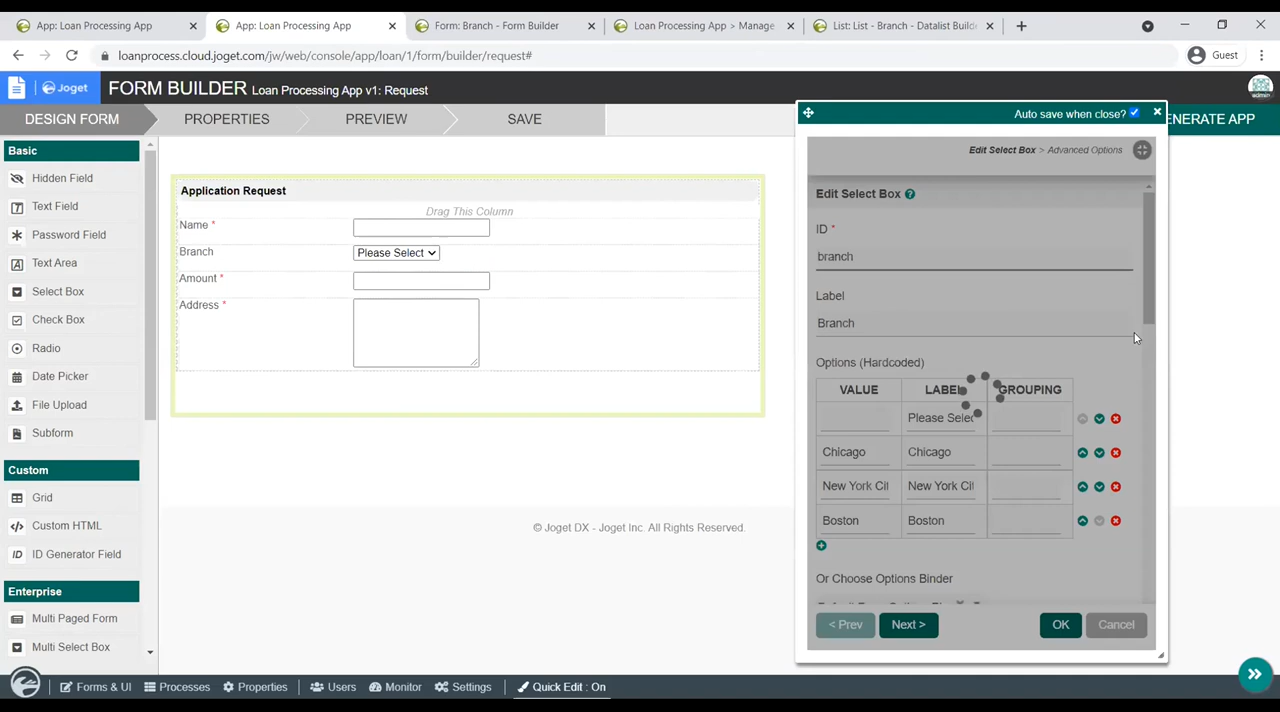 App: Loan Processing App
App: Loan Processing App
Form: Branch - Form Builder
Loan Processing App > Manage
List: List - Branch - Datalist Builde
loanprocess.cloud.joget.com/jw/web/console/app/loan/1/form/builder/request#
Guest
Joget
FORM BUILDER Loan Processing App v1: Request
admin
DESIGN FORM
PROPERTIES
PREVIEW
SAVE
ENERATE APP
Auto save when close?
Edit Select Box > Advanced Options
Basic
Hidden Field
Text Field
Password Field
Text Area
Select Box
Check Box
Radio
Date Picker
File Upload
Subform
Custom
Grid
Custom HTML
ID Generator Field
Enterprise
Multi Paged Form
Multi Select Box
Application Request
Drag This Column
Name *
Branch
Please Select
Amount *
Address *
© Joget DX - Joget Inc. All Rights Reserved.
Edit Select Box
ID *
branch
Label
Branch
Options (Hardcoded)
VALUE LABEL GROUPING
Please Selec
Chicago Chicago
New York Cit New York Cit
Boston Boston
Or Choose Options Binder
< Prev
Next >
OK
Cancel
Forms & UI
Processes
Properties
Users
Monitor
Settings
Quick Edit : On